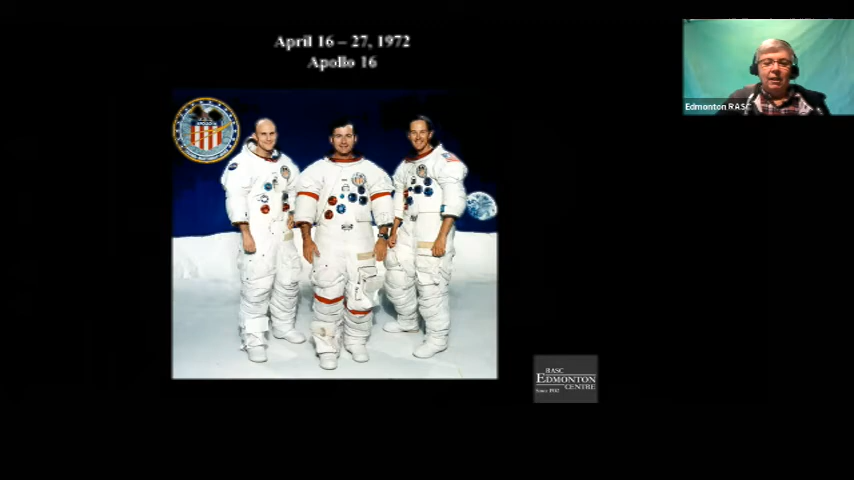 April 16 – 27, 1972
Apollo 16
Edmonton RASC
RASC
EDMONTON
CENTRE